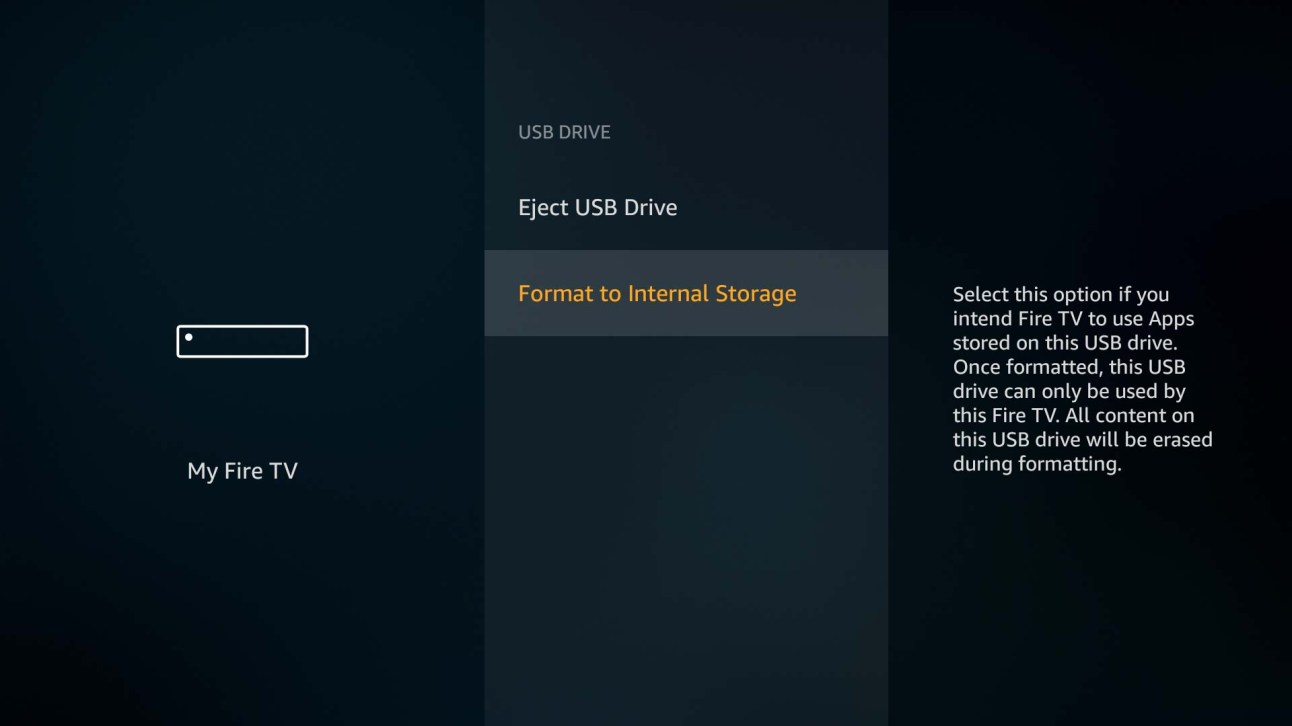 USB DRIVE
Eject USB Drive
Format to Internal Storage
My Fire TV
Select this option if you
intend Fire TV to use Apps
stored on this USB drive.
Once formatted, this USB
drive can only be used by
this Fire TV. All content on
this USB drive will be erased
during formatting.